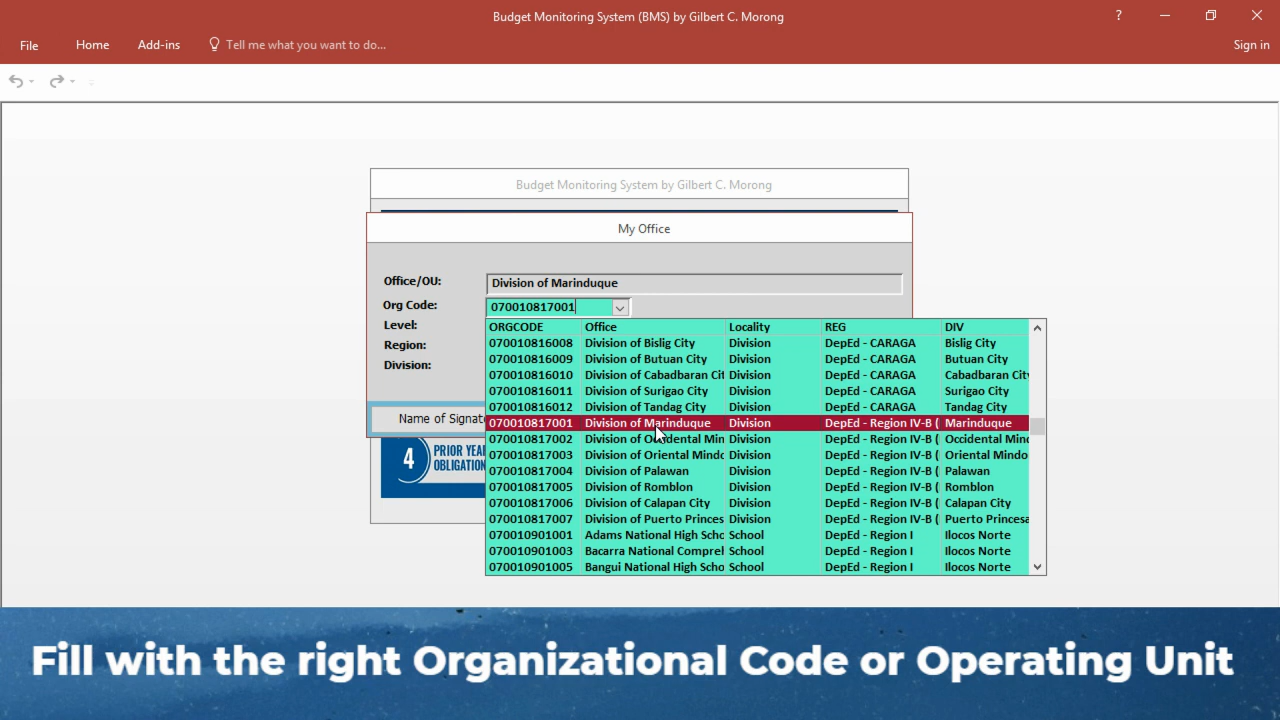 Budget Monitoring System (BMS) by Gilbert C. Morong
?
File Home Add-ins Tell me what you want to do... Sign in
Budget Monitoring System by Gilbert C. Morong
My Office
Office/OU: Division of Marinduque
Org Code: 070010817001
Level:
Region:
Division:
Name of Signato
4 PRIOR YEA
OBLIGATION
ORGCODE Office Locality REG DIV
070010816008 Division of Bislig City Division DepEd - CARAGA Bislig City
070010816009 Division of Butuan City Division DepEd - CARAGA Butuan City
070010816010 Division of Cabadbaran Cit Division DepEd - CARAGA Cabadbaran City
070010816011 Division of Surigao City Division DepEd - CARAGA Surigao City
070010816012 Division of Tandag City Division DepEd - CARAGA Tandag City
070010817001 Division of Marinduque Division DepEd - Region IV-B ( Marinduque
070010817002 Division of Occidental Min Division DepEd - Region IV-B ( Occidental Mind
070010817003 Division of Oriental Mindo Division DepEd - Region IV-B ( Oriental Mindo
070010817004 Division of Palawan Division DepEd - Region IV-B ( Palawan
070010817005 Division of Romblon Division DepEd - Region IV-B ( Romblon
070010817006 Division of Calapan City Division DepEd - Region IV-B ( Calapan City
070010817007 Division of Puerto Princes Division DepEd - Region IV-B ( Puerto Princesa
070010901001 Adams National High Scho School DepEd - Region I Ilocos Norte
070010901003 Bacarra National Compreh School DepEd - Region I Ilocos Norte
070010901005 Bangui National High Scho School DepEd - Region I Ilocos Norte
Fill with the right Organizational Code or Operating Unit